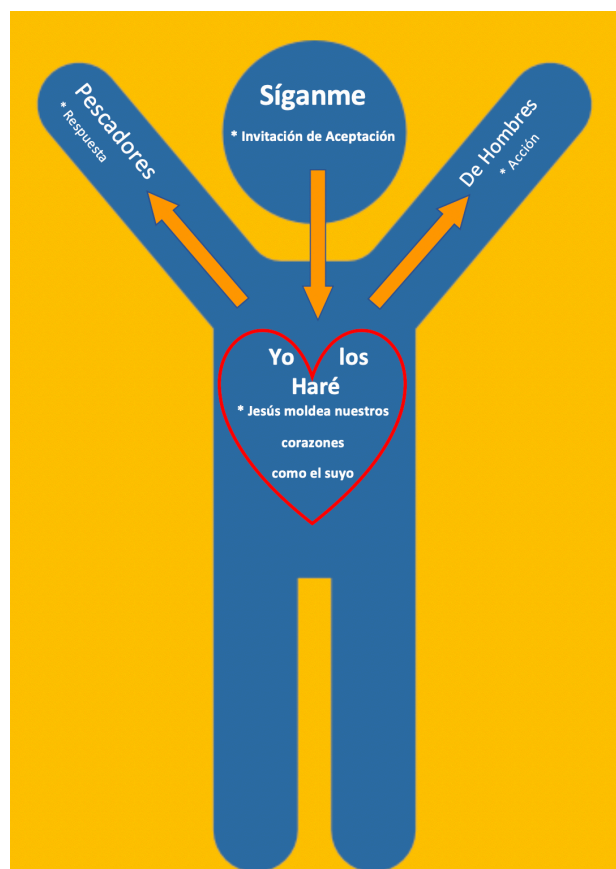 Síganme
* Invitación de Aceptación
Pescadores
* Respuesta
De Hombres
* Acción
Yo los
Haré
* Jesús moldea nuestros
corazones
como el suyo